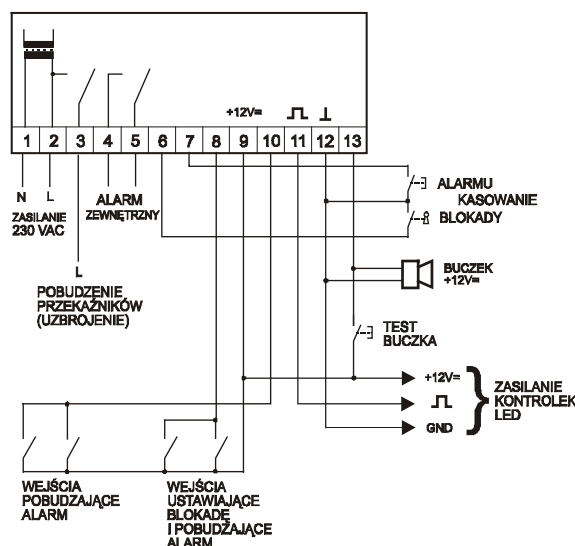 +12V= ⎍ ⊥
1 2 3 4 5 6 7 8 9 10 11 12 13
N L
ZASILANIE
230 VAC
ALARM
ZEWNĘTRZNY
L
POBUDZENIE
PRZEKAŹNIKÓW
(UZBROJENIE)
ALARMU
KASOWANIE
BLOKADY
BUCZEK
+12V=
TEST
BUCZKA
+12V=
GND
ZASILANIE
KONTROLEK
LED
WEJŚCIA
POBUDZAJĄCE
ALARM
WEJŚCIA
USTAWIAJĄCE
BLOKADĘ
I POBUDZAJĄCE
ALARM